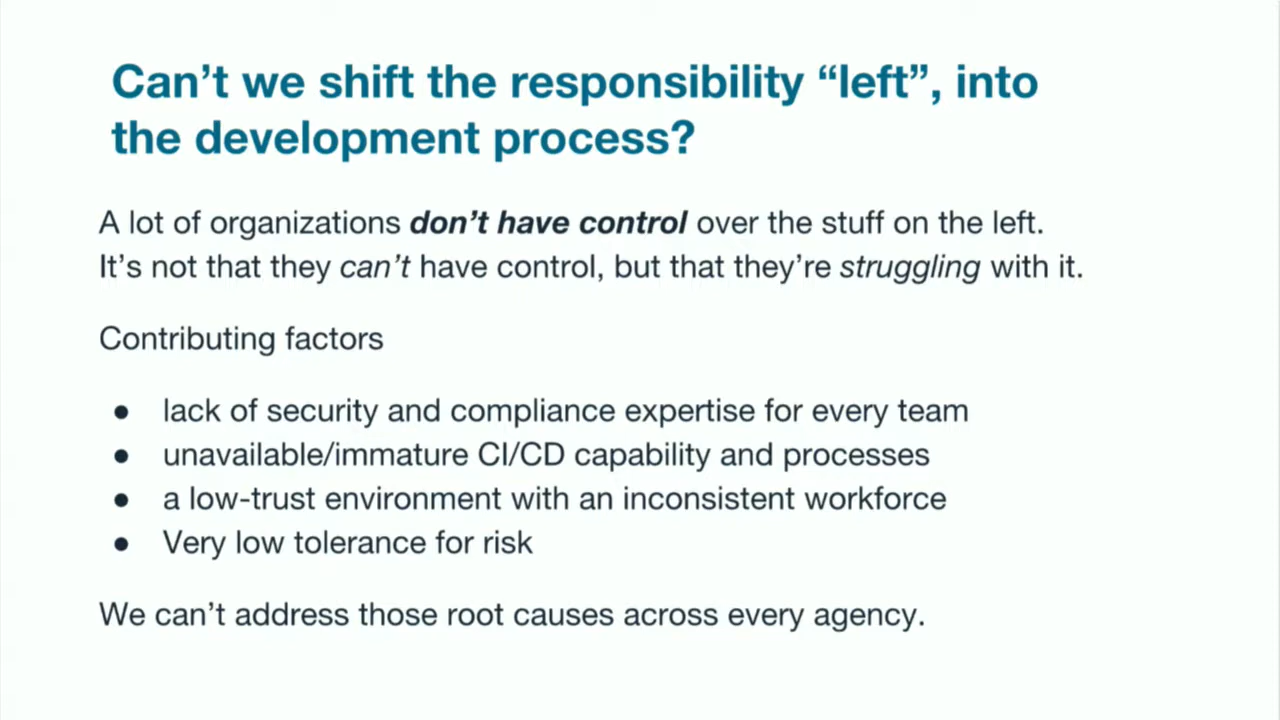 Can’t we shift the responsibility “left”, into
the development process?
A lot of organizations don’t have control over the stuff on the left.
It’s not that they can’t have control, but that they’re struggling with it.
Contributing factors
● lack of security and compliance expertise for every team
● unavailable/immature CI/CD capability and processes
● a low-trust environment with an inconsistent workforce
● Very low tolerance for risk
We can’t address those root causes across every agency.